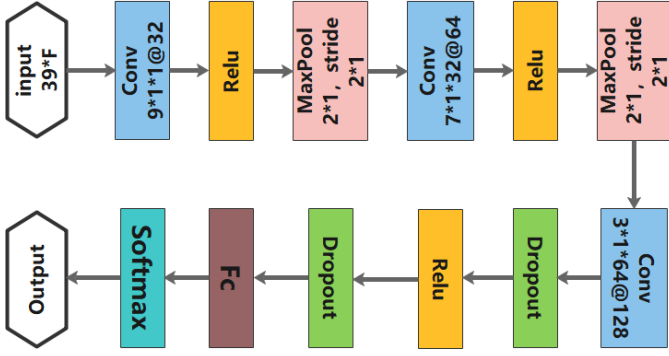 input
39*F
Conv
9*1*1@32
Relu
MaxPool
2*1, stride
2*1
Conv
7*1*32@64
Relu
MaxPool
2*1, stride
2*1
Conv
3*1*64@128
Dropout
Relu
Dropout
Fc
Softmax
Output